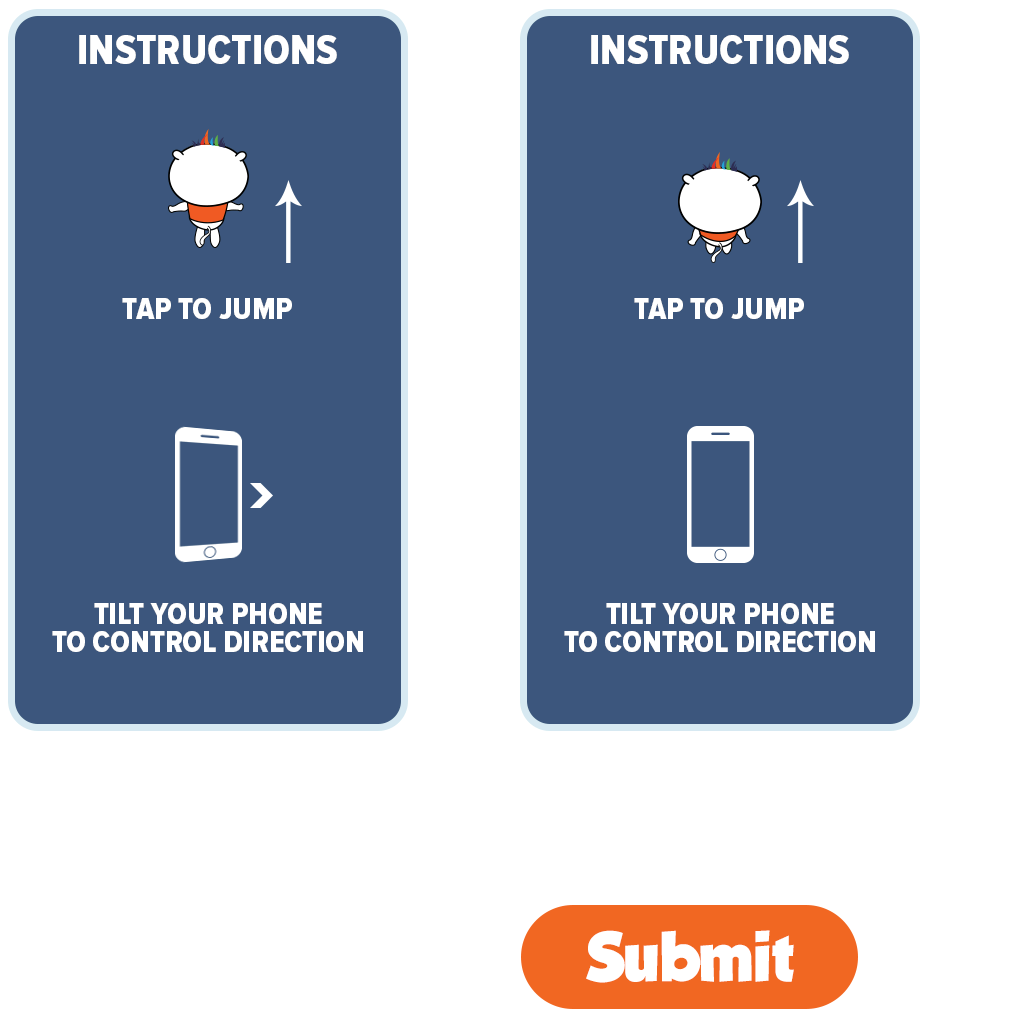 INSTRUCTIONS
TAP TO JUMP
TILT YOUR PHONE
TO CONTROL DIRECTION
INSTRUCTIONS
TAP TO JUMP
TILT YOUR PHONE
TO CONTROL DIRECTION
Submit